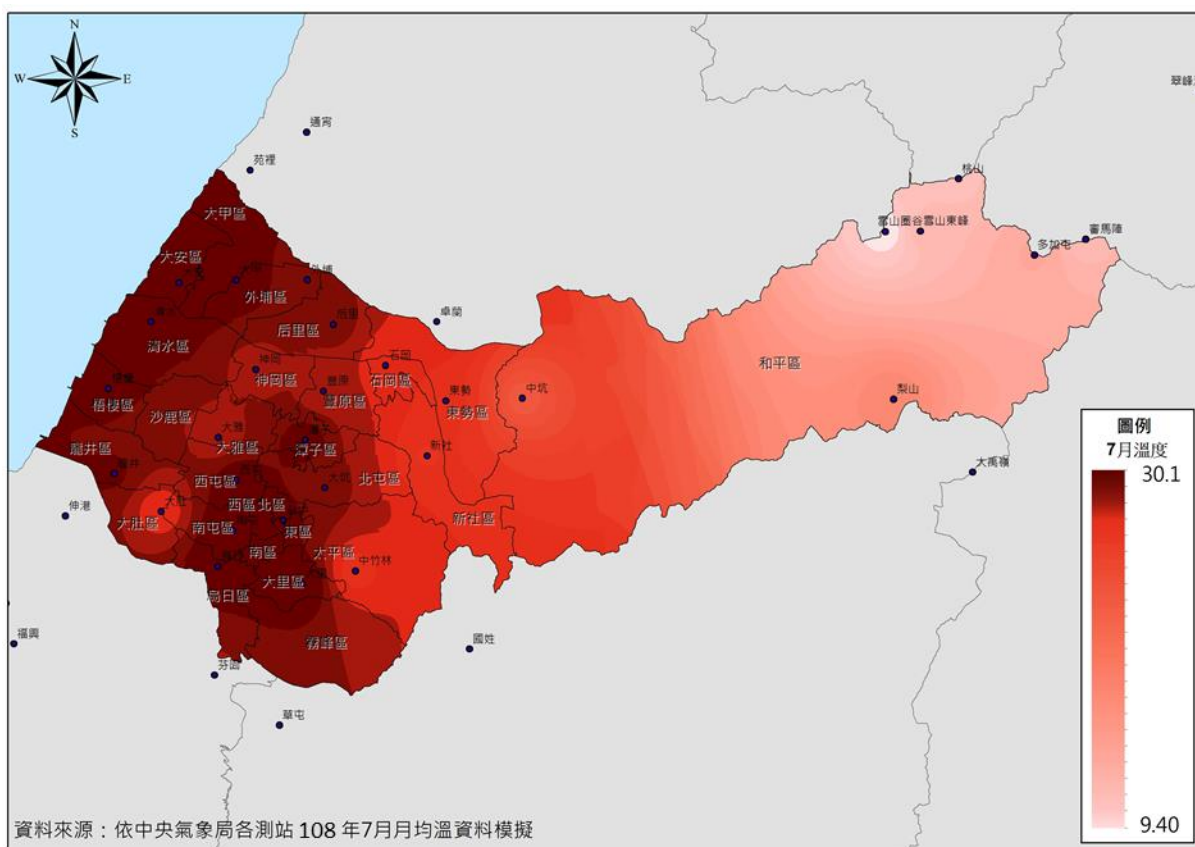 N
W
E
S
翠峰
通宵
苑裡
桃山
大甲區
雪山圈谷
雪山東峰
審馬陣
多加屯
大安區
外埔
外埔區
后里
后里區
卓蘭
清水區
神岡
神岡區
石岡
石岡區
和平區
豐原
豐原區
東勢
東勢區
中坑
梨山
梧棲區
沙鹿區
大雅
大雅區
潭子區
龍井區
新社
北屯區
西屯區
大坑
大禹嶺
伸港
大肚
大肚區
西區
北區
南屯區
東區
新社區
南區
太平區
中竹林
烏日區
大里區
霧峰區
福興
國姓
芬園
草屯
圖例
7月溫度
30.1
9.40
資料來源：依中央氣象局各測站 108 年7月月均溫資料模擬